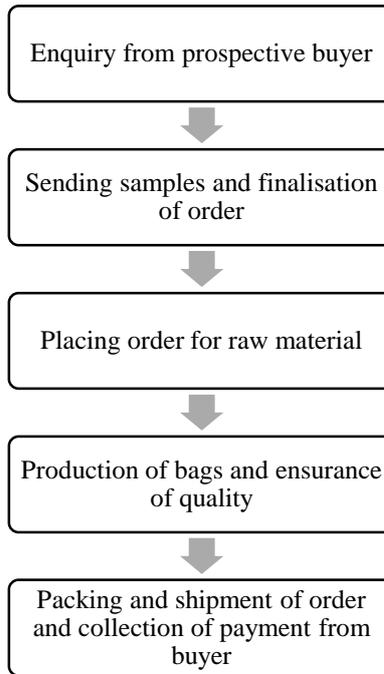 Enquiry from prospective buyer
Sending samples and finalisation
of order
Placing order for raw material
Production of bags and ensurance
of quality
Packing and shipment of order
and collection of payment from
buyer